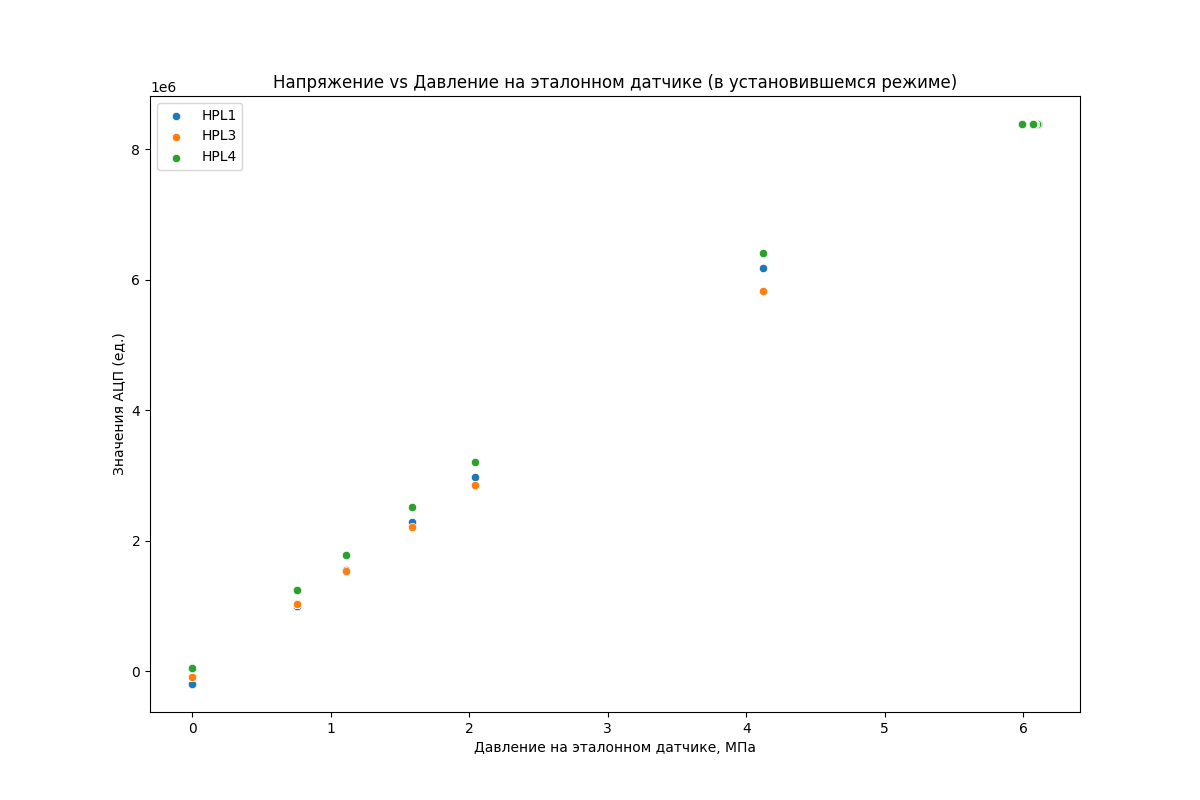 Напряжение vs Давление на эталонном датчике (в установившемся режиме)
1e6
HPL1
HPL3
HPL4
8
6
4
2
0
Значения АЦП (ед.)
0 1 2 3 4 5 6
Давление на эталонном датчике, МПа